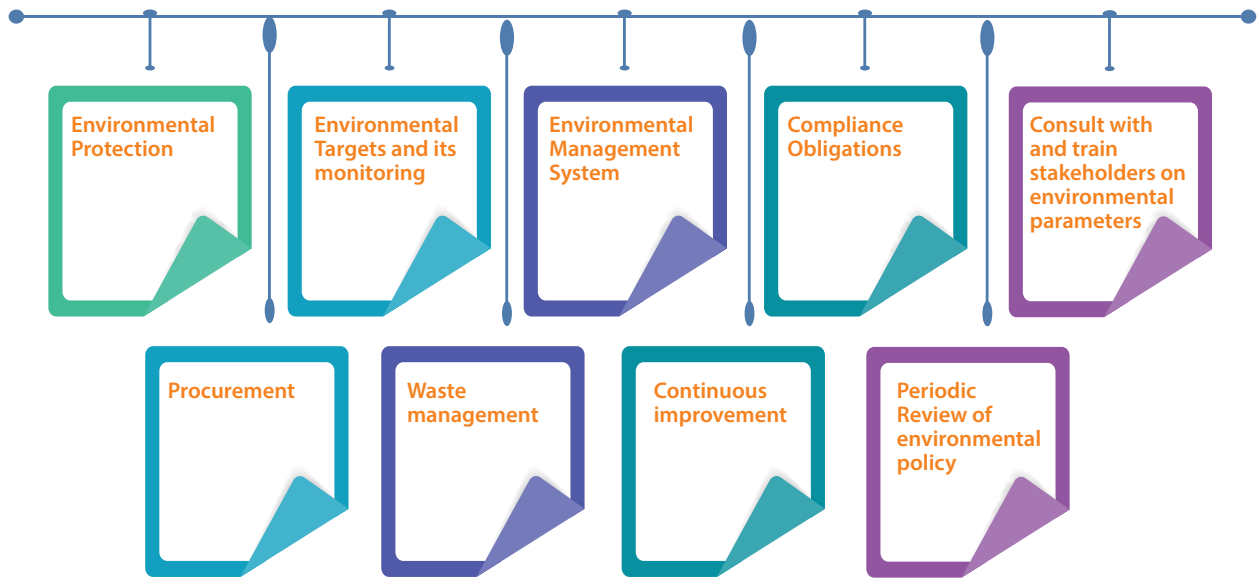 Environmental
Protection
Environmental
Targets and its
monitoring
Environmental
Management
System
Compliance
Obligations
Consult with
and train
stakeholders on
environmental
parameters
Procurement
Waste
management
Continuous
improvement
Periodic
Review of
environmental
policy